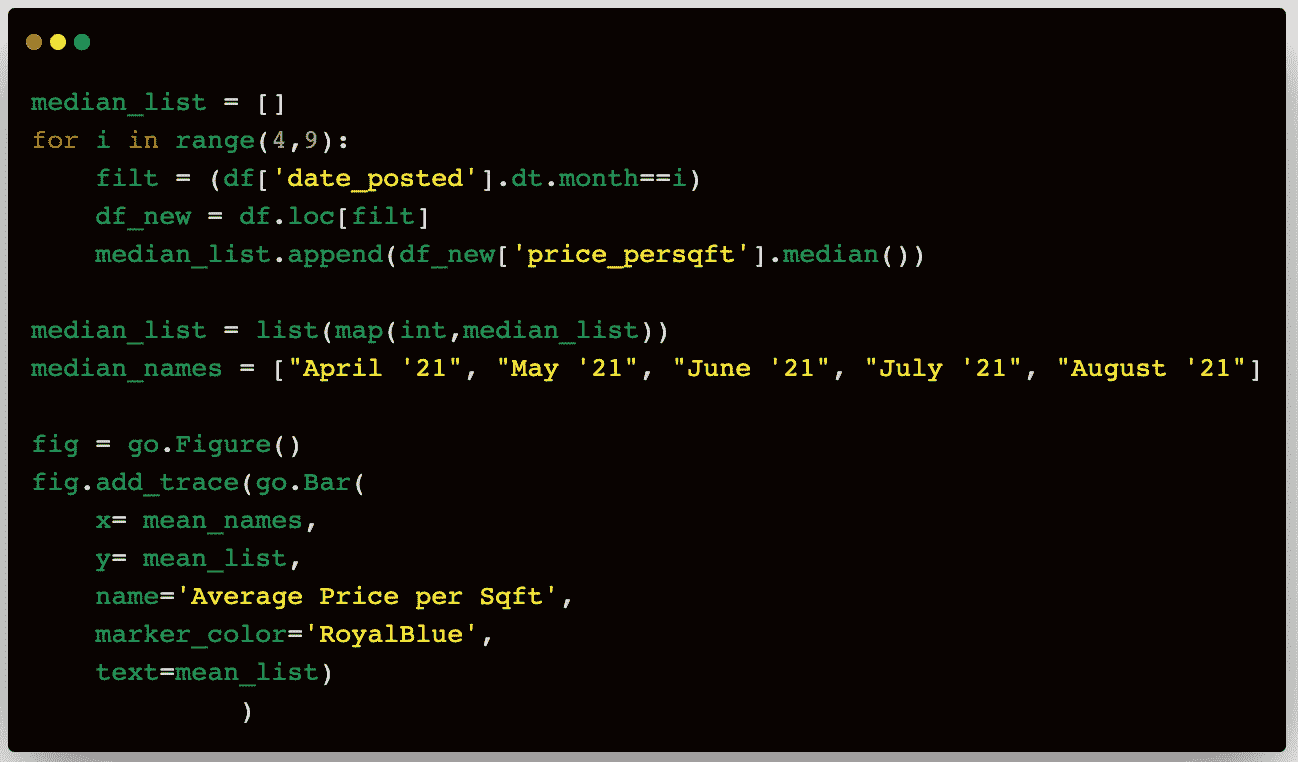 median_list = []
for i in range(4,9):
    filt = (df['date_posted'].dt.month==i)
    df_new = df.loc[filt]
    median_list.append(df_new['price_persqft'].median())

median_list = list(map(int,median_list))
median_names = ["April '21", "May '21", "June '21", "July '21", "August '21"]

fig = go.Figure()
fig.add_trace(go.Bar(
    x= mean_names,
    y= mean_list,
    name='Average Price per Sqft',
    marker_color='RoyalBlue',
    text=mean_list)
             )